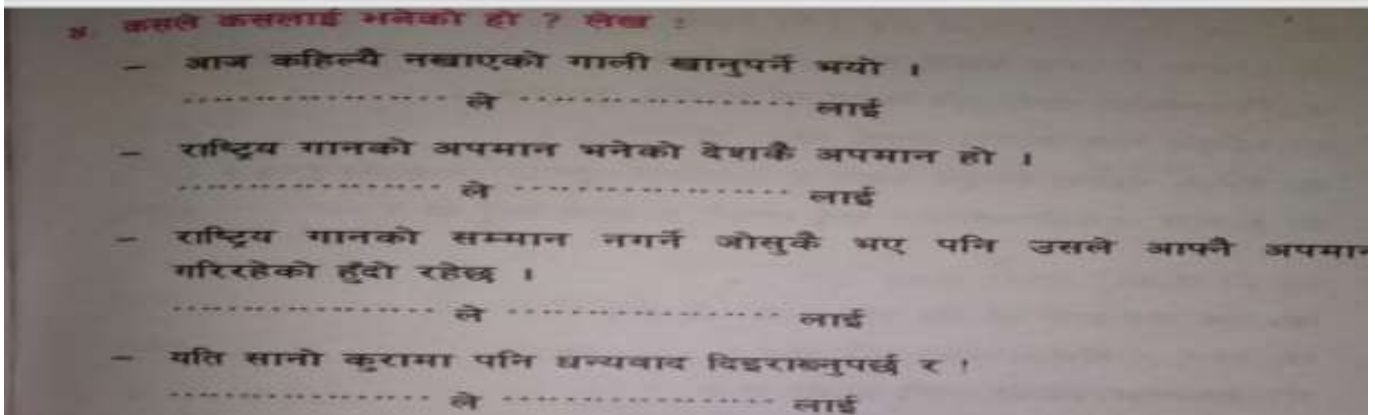 ४. कसले कसलाई भनेको हो ? लेख :
– आज कहिल्यै नखाएको गाली खानुपर्ने भयो ।
.................. ले .................. लाई
– राष्ट्रिय गानको अपमान भनेको देशकै अपमान हो ।
.................. ले .................. लाई
– राष्ट्रिय गानको सम्मान नगर्ने जोसुकै भए पनि उसले आफ्नै अपमान
गरिरहेको हुँदो रहेछ ।
.................. ले .................. लाई
– यति सानो कुरामा पनि धन्यवाद दिइराख्नुपर्छ र !
.................. ले .................. लाई